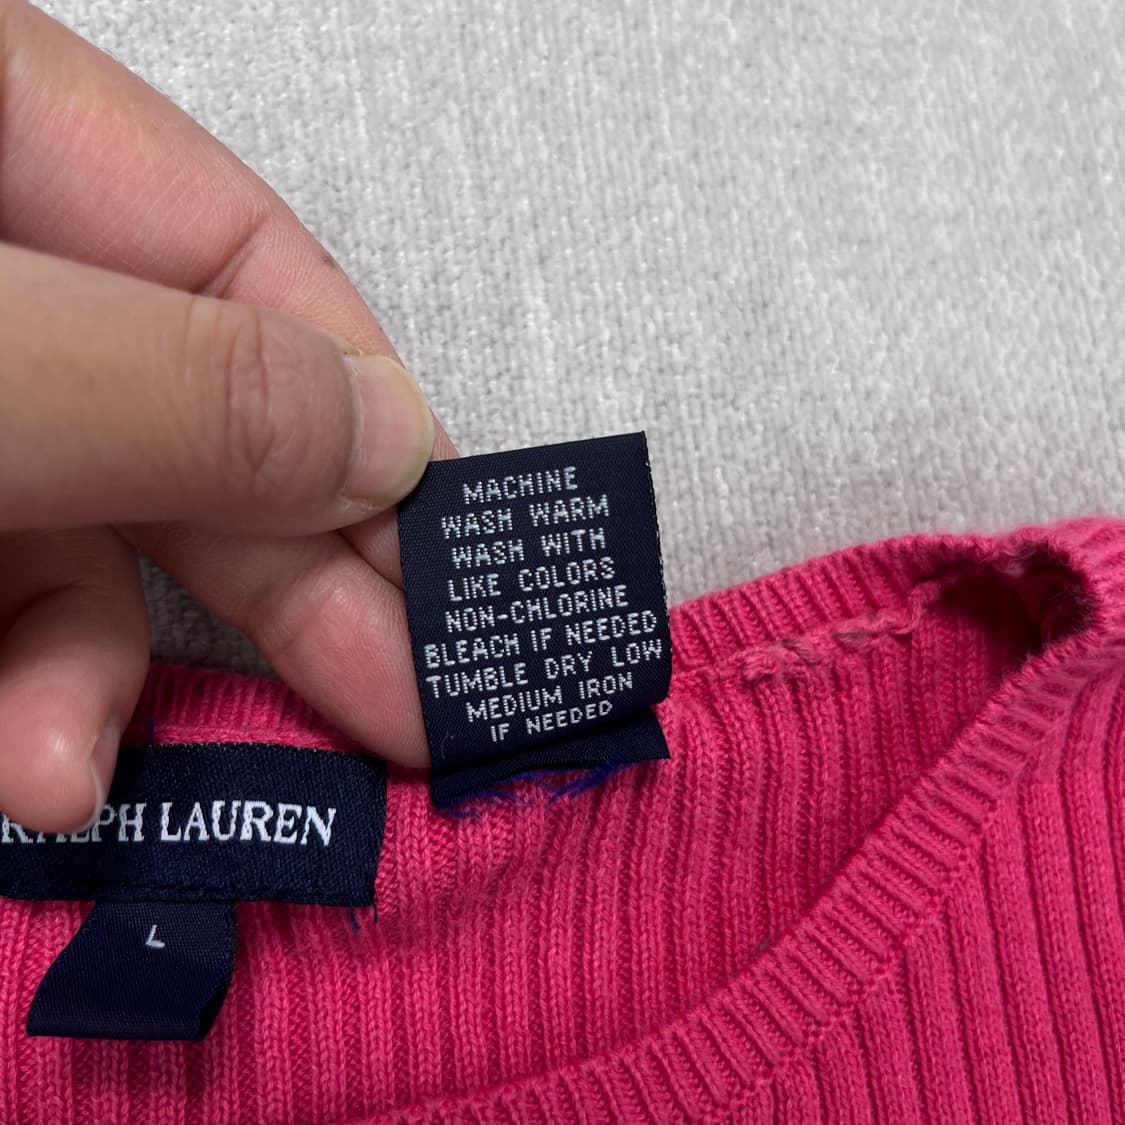 MACHINE
WASH WARM
WASH WITH
LIKE COLORS
NON-CHLORINE
BLEACH IF NEEDED
TUMBLE DRY LOW
MEDIUM IRON
IF NEEDED
RALPH LAUREN
L